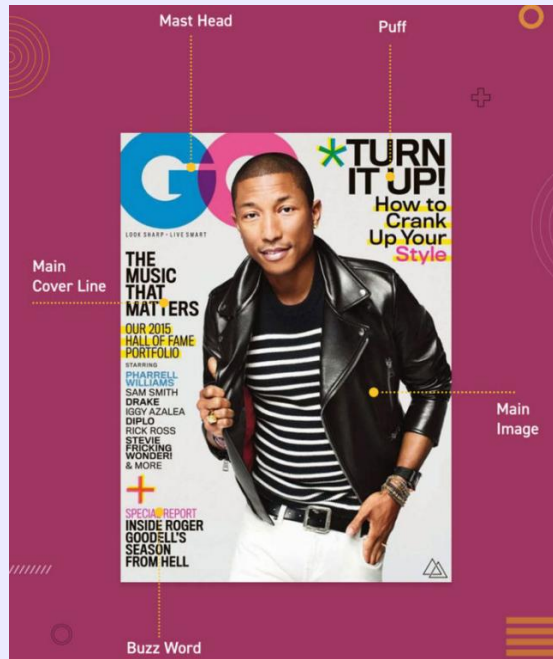 Mast Head
Puff
GQ
LOOK SHARP • LIVE SMART
*TURN
IT UP!
How to
Crank
Up Your
Style
Main
Cover Line
THE
MUSIC
THAT
MATTERS
OUR 2015
HALL OF FAME
PORTFOLIO
STARRING
PHARRELL
WILLIAMS
SAM SMITH
DRAKE
IGGY AZALEA
DIPLO
RICK ROSS
STEVIE
FRICKING
WONDER!
& MORE
+
SPECIAL REPORT
INSIDE ROGER
GOODELL'S
SEASON
FROM HELL
Main
Image
Buzz Word